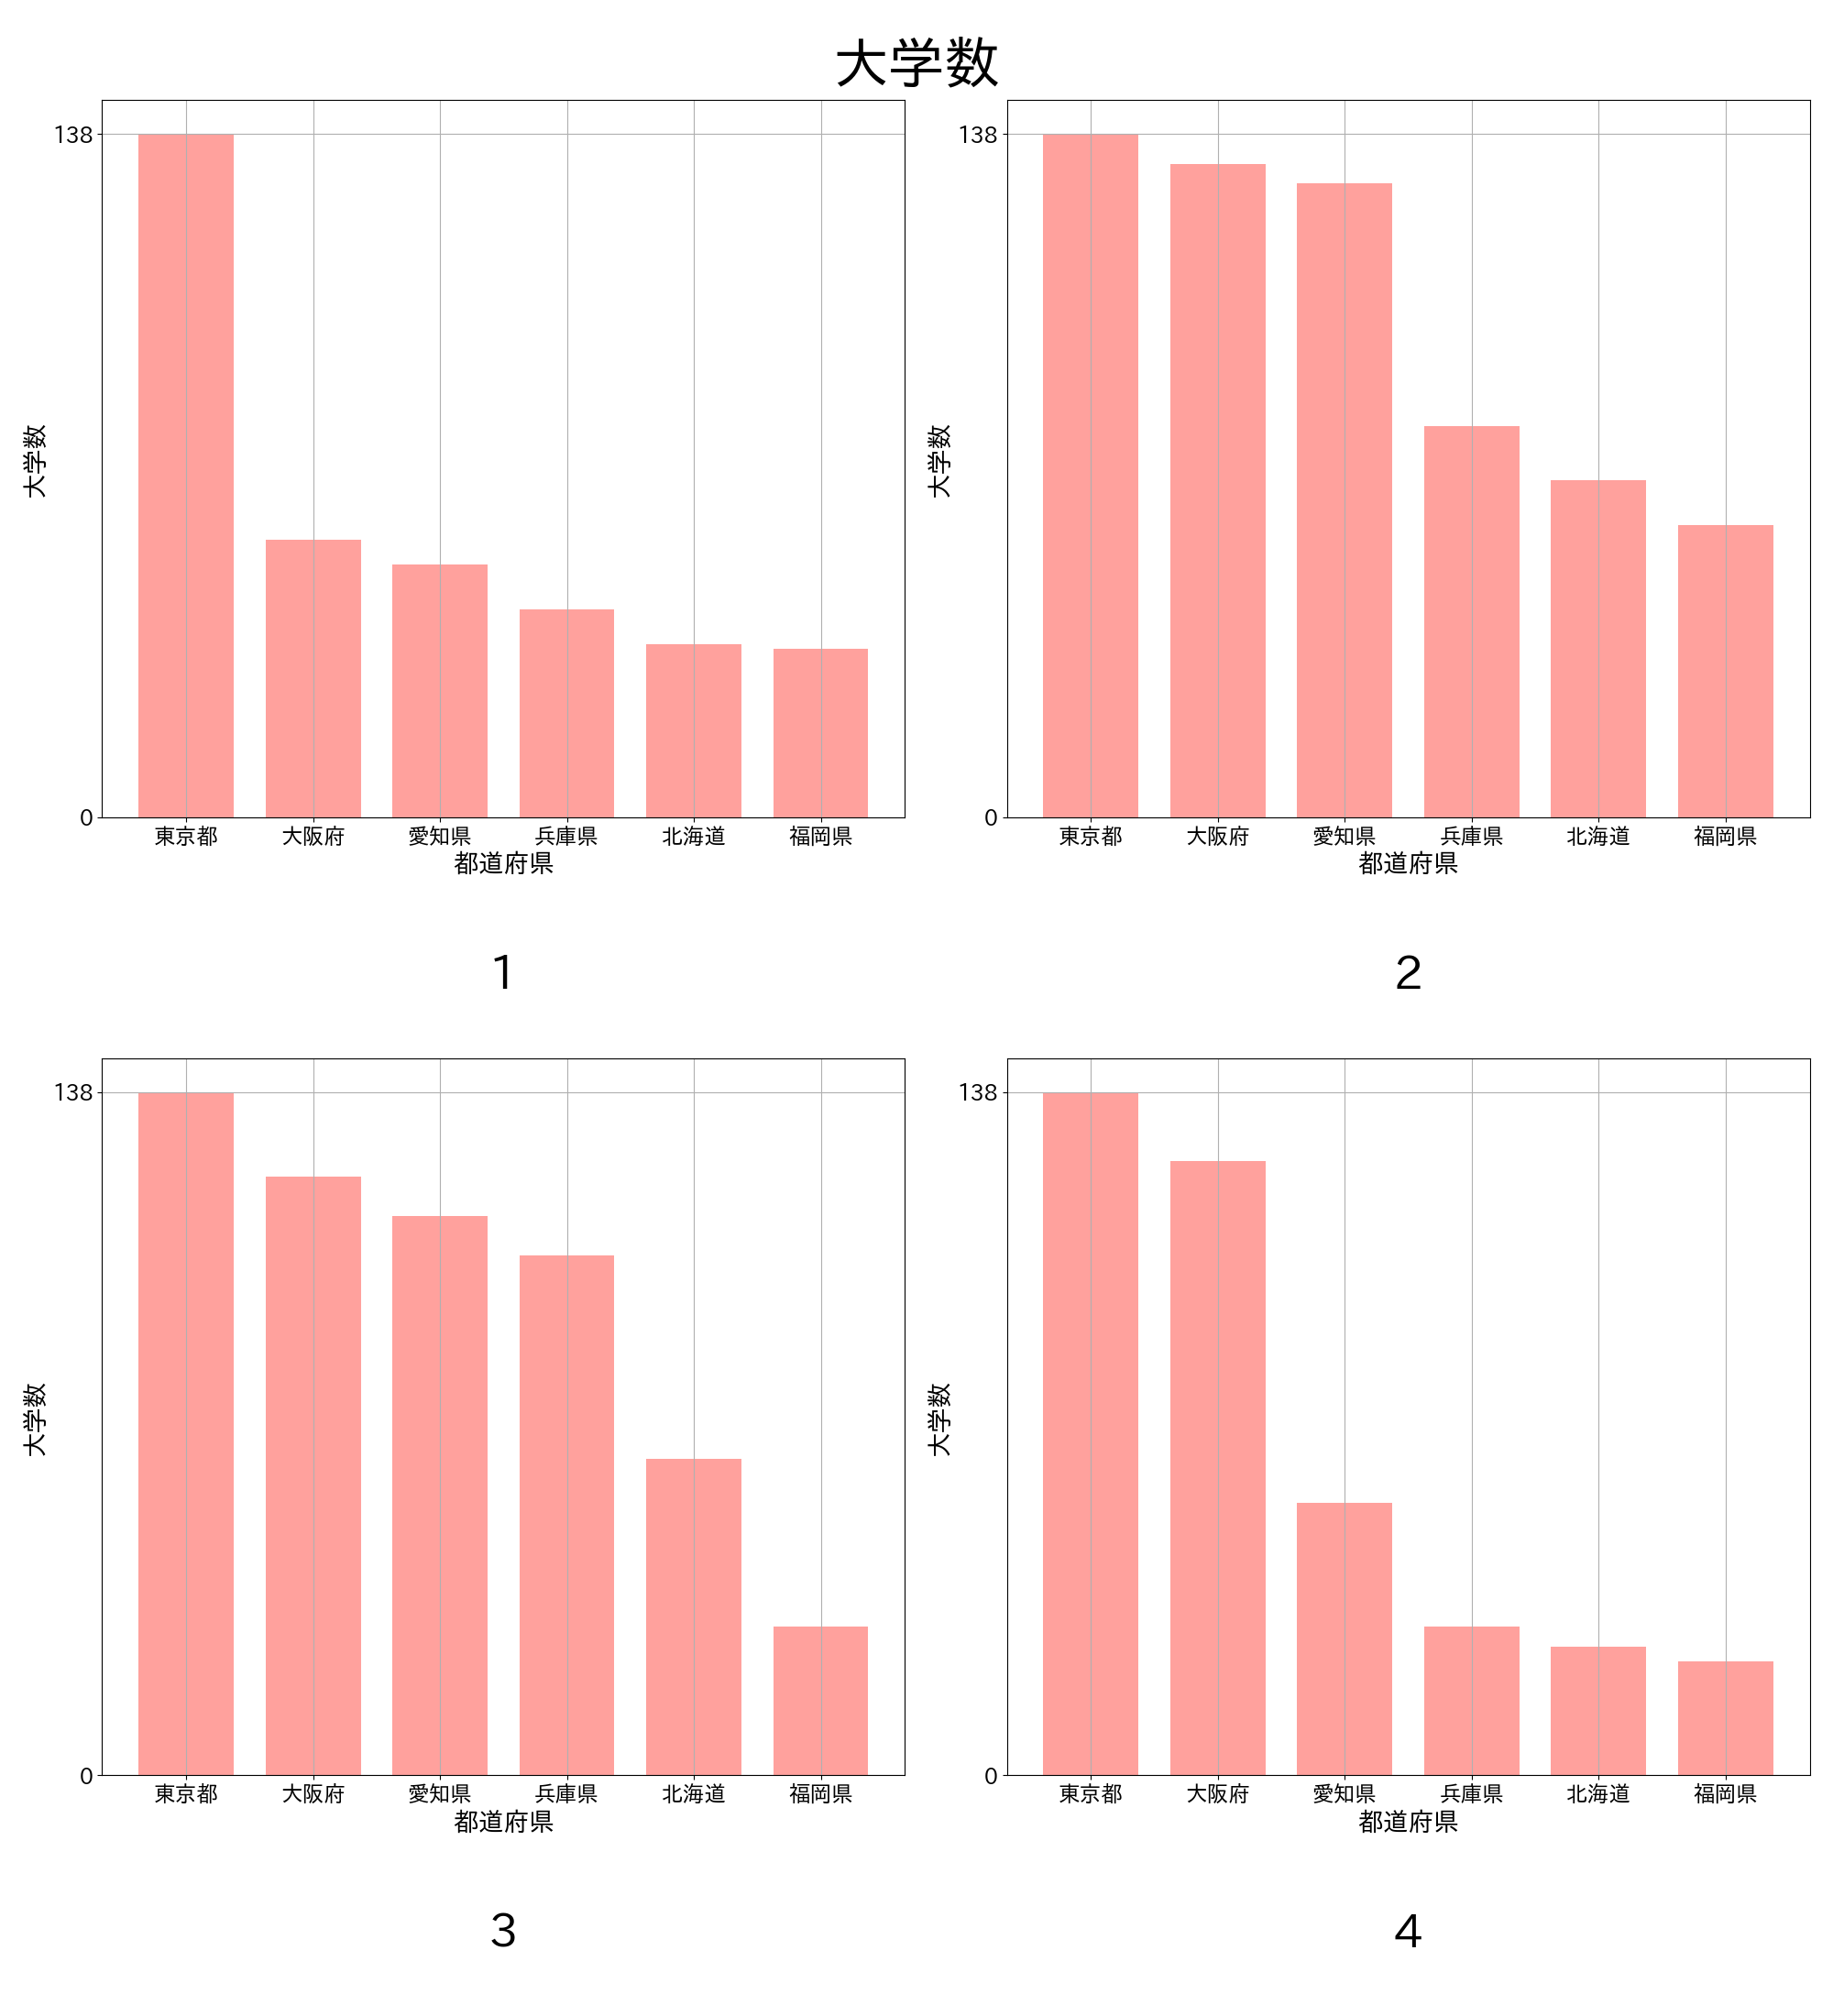 大学数
138
0
大学数
東京都 大阪府 愛知県 兵庫県 北海道 福岡県
都道府県
1
138
0
大学数
東京都 大阪府 愛知県 兵庫県 北海道 福岡県
都道府県
2
138
0
大学数
東京都 大阪府 愛知県 兵庫県 北海道 福岡県
都道府県
3
138
0
大学数
東京都 大阪府 愛知県 兵庫県 北海道 福岡県
都道府県
4